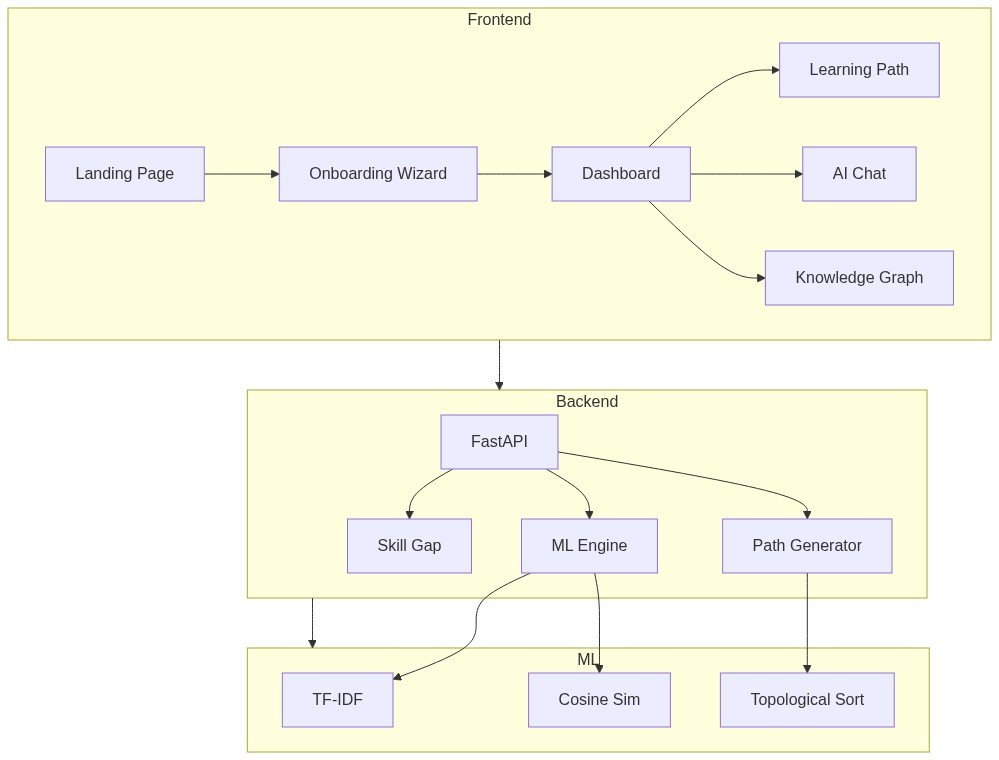 Frontend
Learning Path
Landing Page
Onboarding Wizard
Dashboard
AI Chat
Knowledge Graph
Backend
FastAPI
Skill Gap
ML Engine
Path Generator
ML
TF-IDF
Cosine Sim
Topological Sort